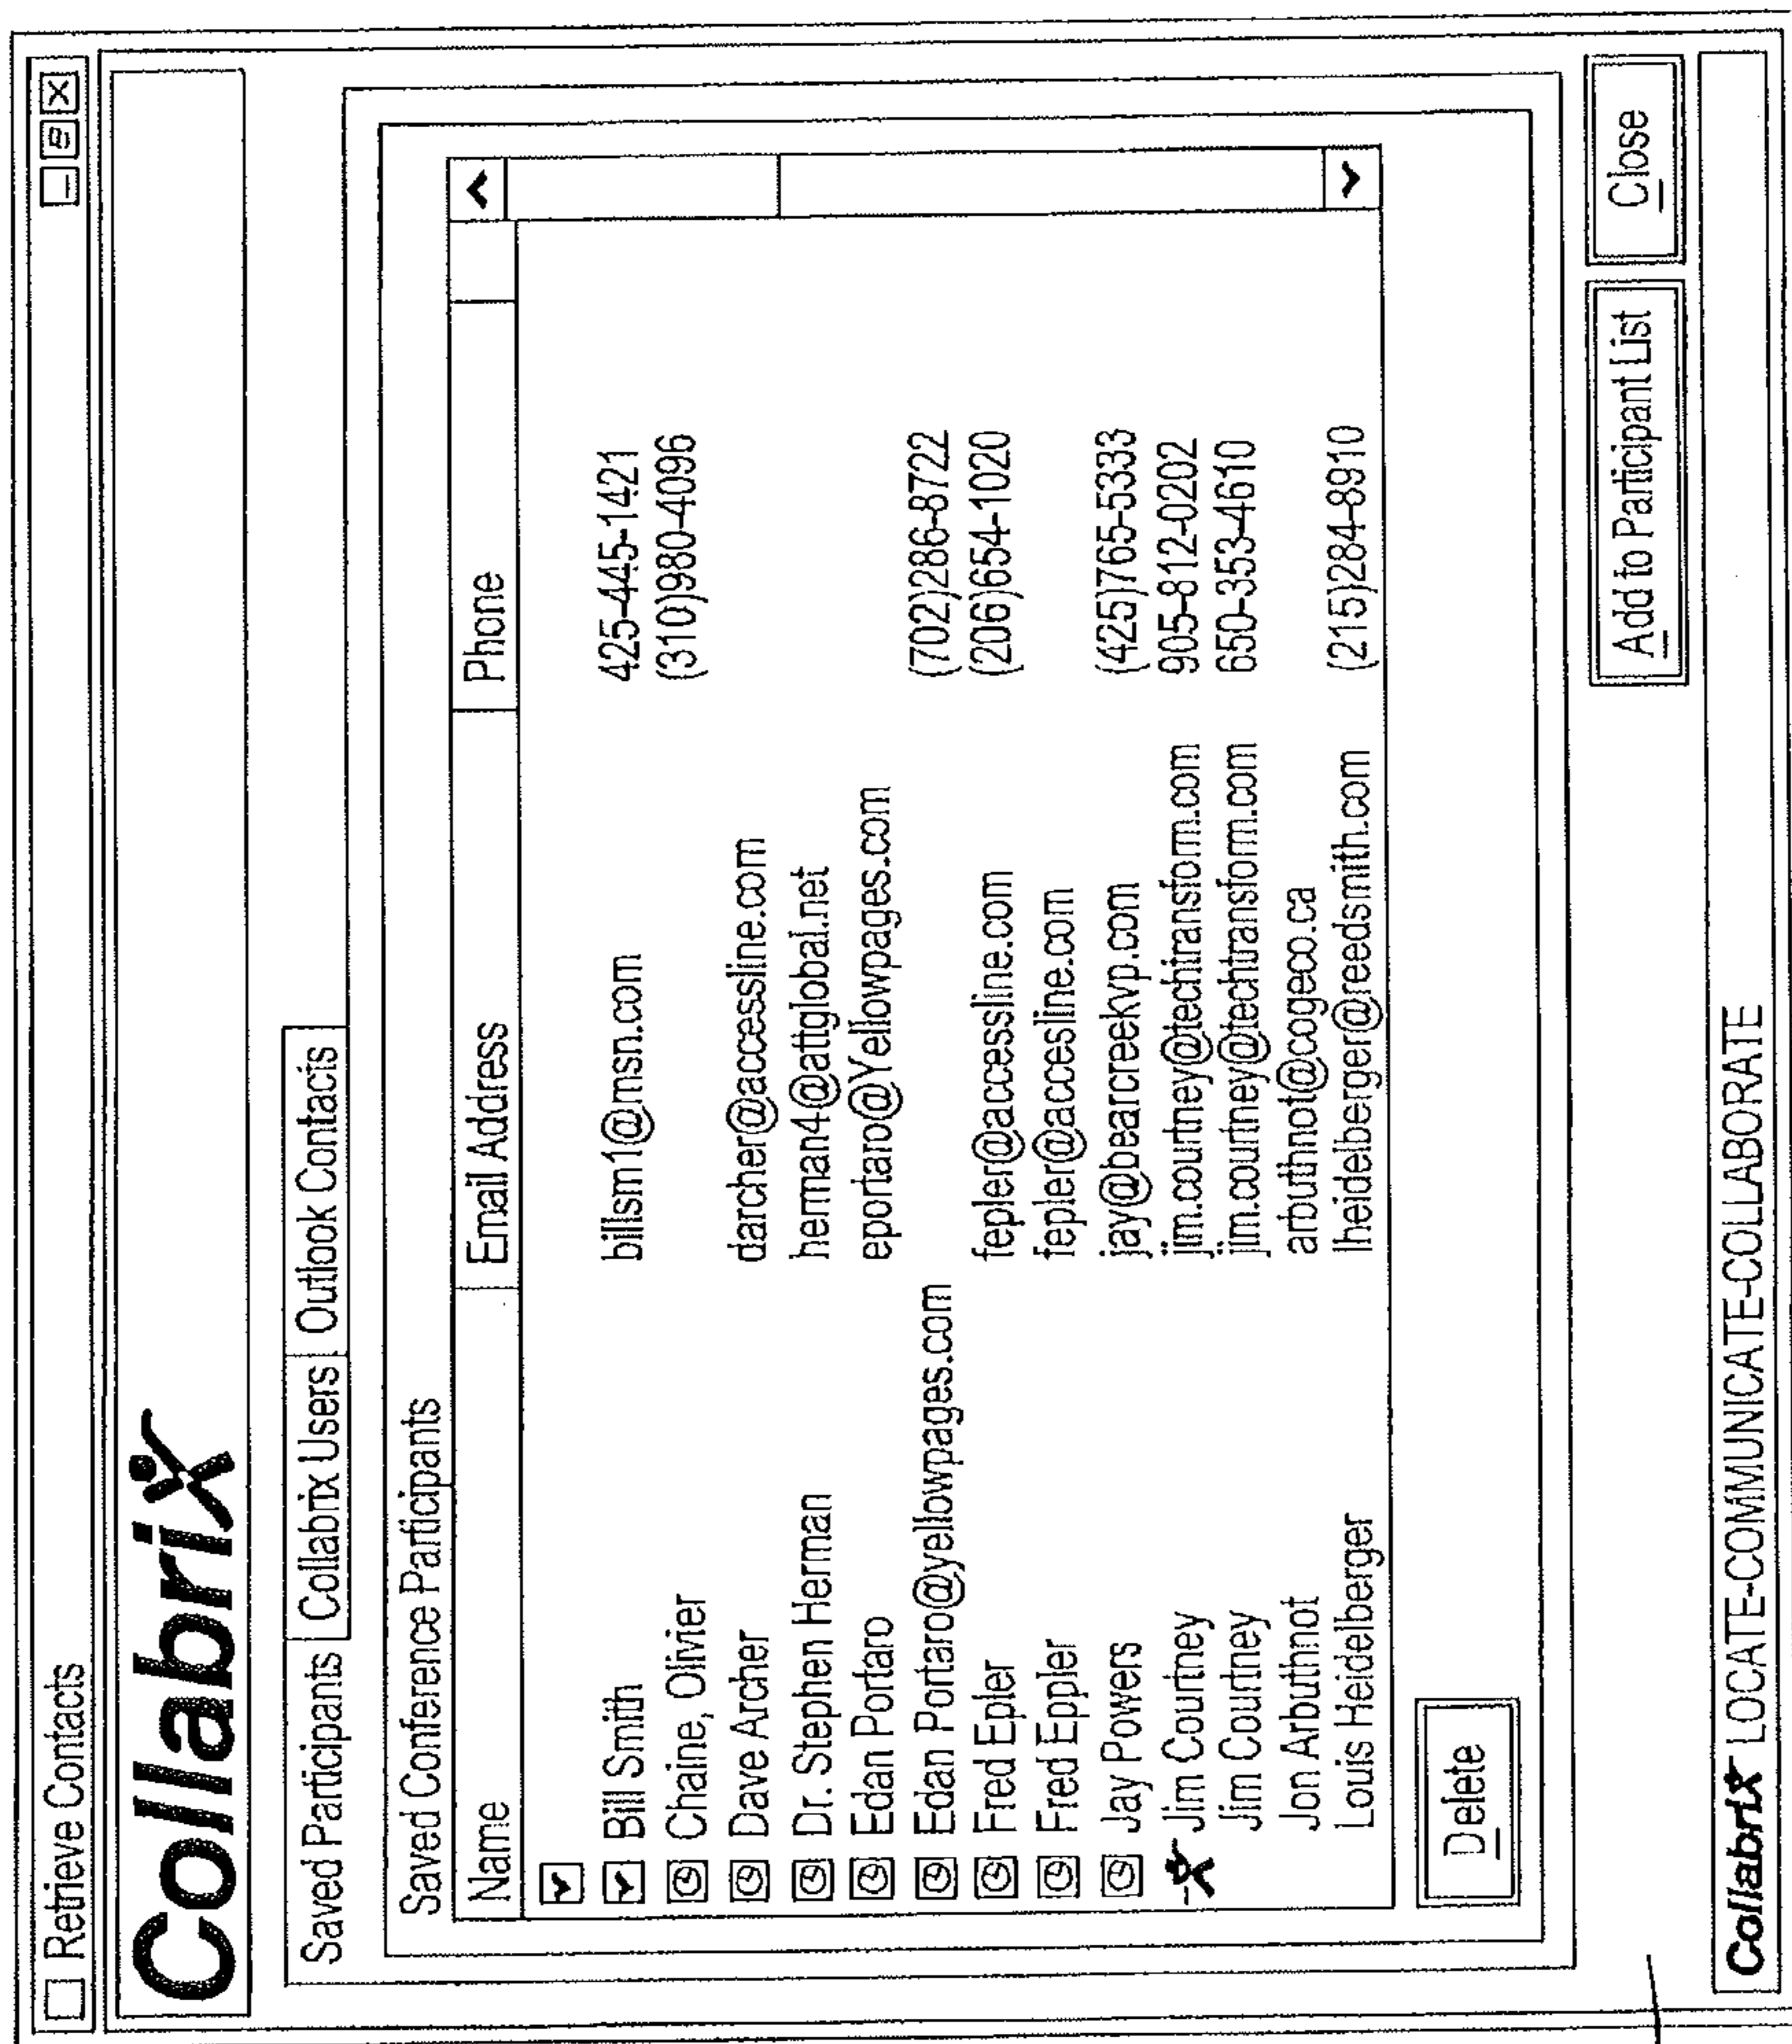 Retrieve Contacts
Collabrix
Saved Participants Collabrix Users Outlook Contacts
Saved Conference Participants
Name Email Address Phone
Bill Smith billsm1@msn.com 425-445-1421
Chaine, Olivier (310)980-4096
Dave Archer darcher@accessline.com
Dr. Stephen Herman herman4@attglobal.net
Edan Portaro eportaro@Yellowpages.com
Edan Portaro@yellowpages.com (702)286-8722
Fred Epler fepler@accessline.com (206)654-1020
Fred Eppler fepler@accesline.com
Jay Powers jay@bearcreekvp.com (425)765-5333
Jim Courtney jim.courtney@techtransform.com 905-812-0202
Jim Courtney jim.courtney@techtransform.com 650-353-4610
Jon Arbuthnot arbuthnot@cogeco.ca
Louis Heidelberger lheidelberger@reedsmith.com (215)284-8910
Delete
Add to Participant List Close
Collabrix LOCATE-COMMUNICATE-COLLABORATE